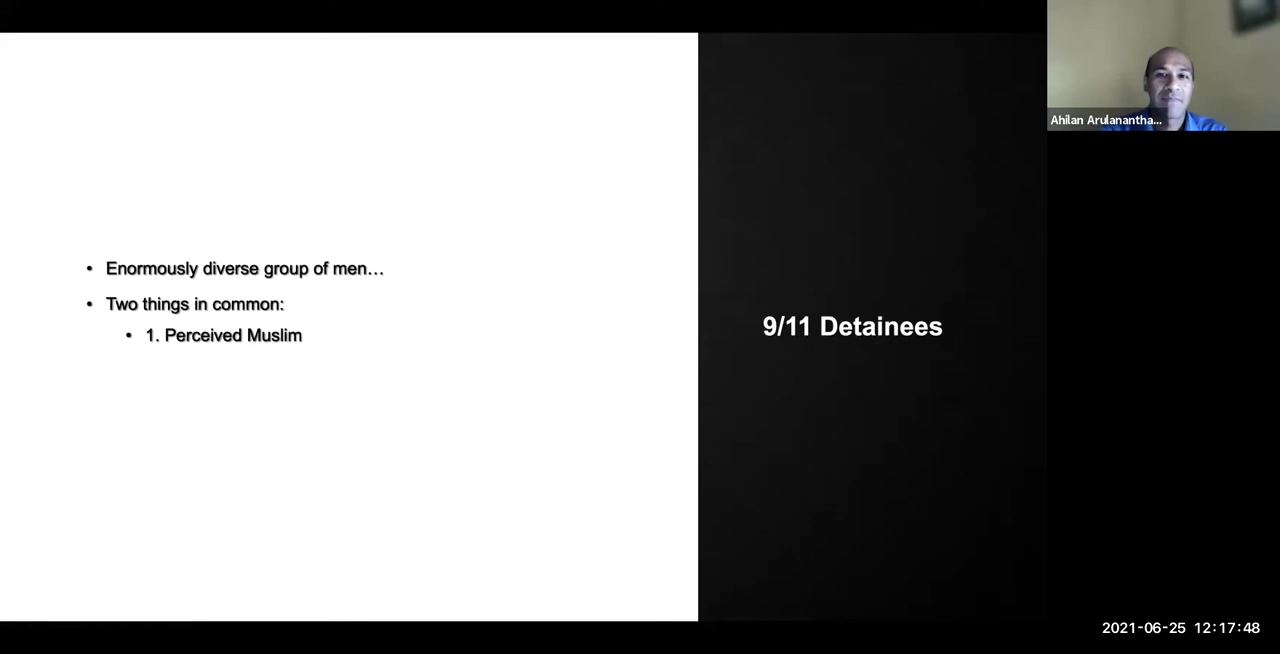 • Enormously diverse group of men…
• Two things in common:
• 1. Perceived Muslim
9/11 Detainees
Ahilan Arulanantha...
2021-06-25 12:17:48